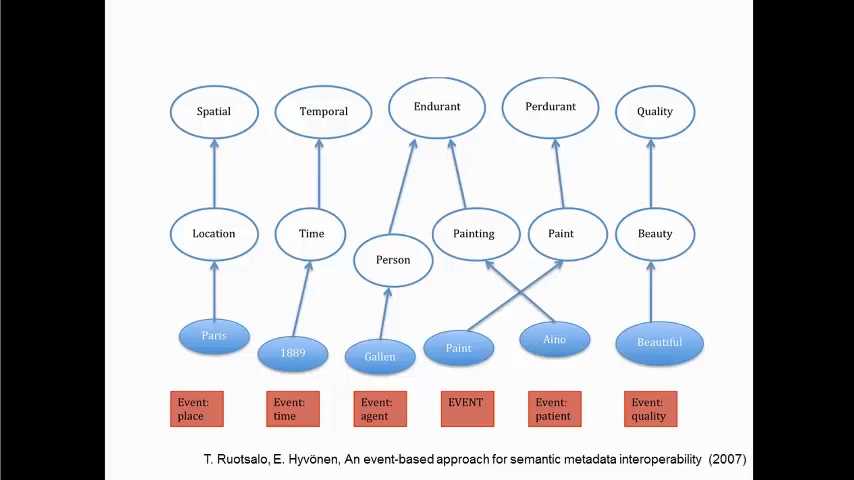 Spatial
Temporal
Endurant
Perdurant
Quality
Location
Time
Person
Painting
Paint
Beauty
Paris
1889
Gallen
Paint
Aino
Beautiful
Event:
place
Event:
time
Event:
agent
EVENT
Event:
patient
Event:
quality
T. Ruotsalo, E. Hyvönen, An event-based approach for semantic metadata interoperability (2007)